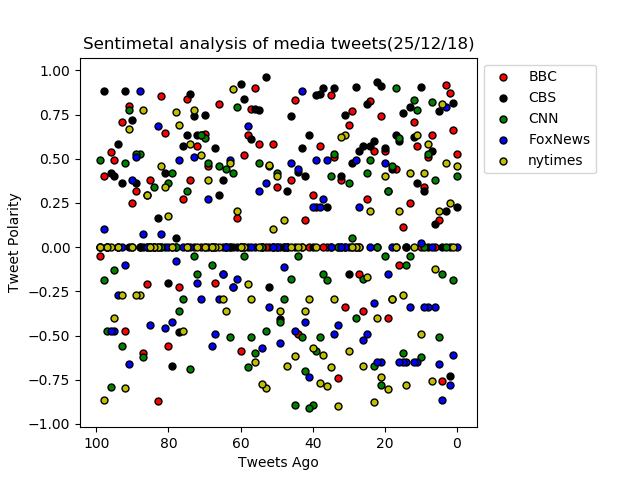 Sentimetal analysis of media tweets(25/12/18)
1.00
0.75
0.50
0.25
0.00
−0.25
−0.50
−0.75
−1.00
Tweet Polarity
100 80 60 40 20 0
Tweets Ago
BBC
CBS
CNN
FoxNews
nytimes